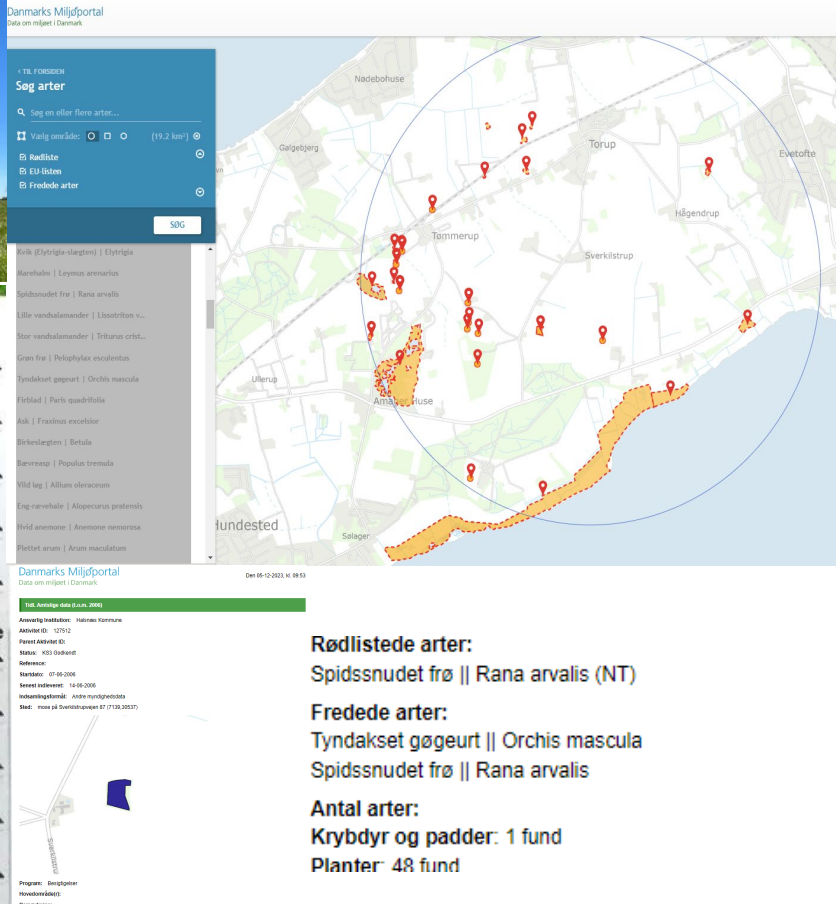 Danmarks Miljøportal
Data om miljøet i Danmark
< TIL FORSIDEN
Søg arter
Søg en eller flere arter...
Vælg område:
(19.2 km²)
Rødliste
EU-listen
Fredede arter
SØG
Kvik (Elytrigia-slægten) | Elytrigia
Marehalm | Leymus arenarius
Spidssnudet frø | Rana arvalis
Lille vandsalamander | Lissotriton v...
Stor vandsalamander | Triturus crist...
Grøn frø | Pelophylax esculentus
Tyndakset gøgeurt | Orchis mascula
Firblad | Paris quadrifolia
Ask | Fraxinus excelsior
Birkeslægten | Betula
Bævreasp | Populus tremula
Vild løg | Allium oleraceum
Eng-rævehale | Alopecurus pratensis
Hvid anemone | Anemone nemorosa
Plettet arum | Arum maculatum
Nødebohuse
Galgebjerg
Torup
Evetofte
Hågendrup
Tømmerup
Sverkilstrup
Ullerup
Amager Huse
Hundested
Sølager
Danmarks Miljøportal
Data om miljøet i Danmark
Den 05-12-2023, kl. 09:53
Tidl. Amtslige data (t.o.m. 2006)
Ansvarlig Institution: Halsnæs Kommune
Aktivitet ID: 127512
Parent Aktivitet ID:
Status: KS3 Godkendt
Reference:
Startdato: 07-06-2006
Senest indleveret: 14-06-2006
Indsamlingsformål: Andre myndighedsdata
Sted: mose på Sverkilstrupvejen 87 (7139,30537)
Program: Besigtigelser
Hovedområde(r):
Rødlistede arter:
Spidssnudet frø || Rana arvalis (NT)
Fredede arter:
Tyndakset gøgeurt || Orchis mascula
Spidssnudet frø || Rana arvalis
Antal arter:
Krybdyr og padder: 1 fund
Planter: 48 fund